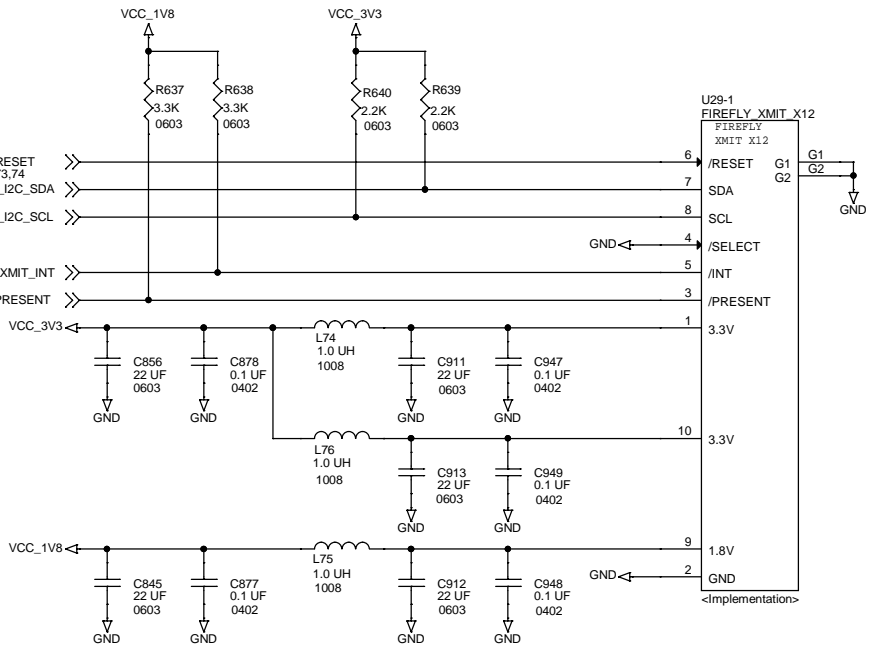 VCC_1V8
VCC_3V3
R637
3.3K
0603
R638
3.3K
0603
R640
2.2K
0603
R639
2.2K
0603
U29-1
FIREFLY_XMIT_X12
FIREFLY
XMIT X12
RESET
73,74
_I2C_SDA
_I2C_SCL
XMIT_INT
PRESENT
6
/RESET
G1
G1
7
SDA
G2
G2
GND
8
SCL
GND
4
/SELECT
5
/INT
3
/PRESENT
VCC_3V3
1
3.3V
L74
1.0 UH
1008
C856
22 UF
0603
GND
C878
0.1 UF
0402
GND
C911
22 UF
0603
GND
C947
0.1 UF
0402
GND
10
3.3V
L76
1.0 UH
1008
C913
22 UF
0603
GND
C949
0.1 UF
0402
GND
VCC_1V8
9
1.8V
L75
1.0 UH
1008
GND
2
GND
<Implementation>
C845
22 UF
0603
GND
C877
0.1 UF
0402
GND
C912
22 UF
0603
GND
C948
0.1 UF
0402
GND